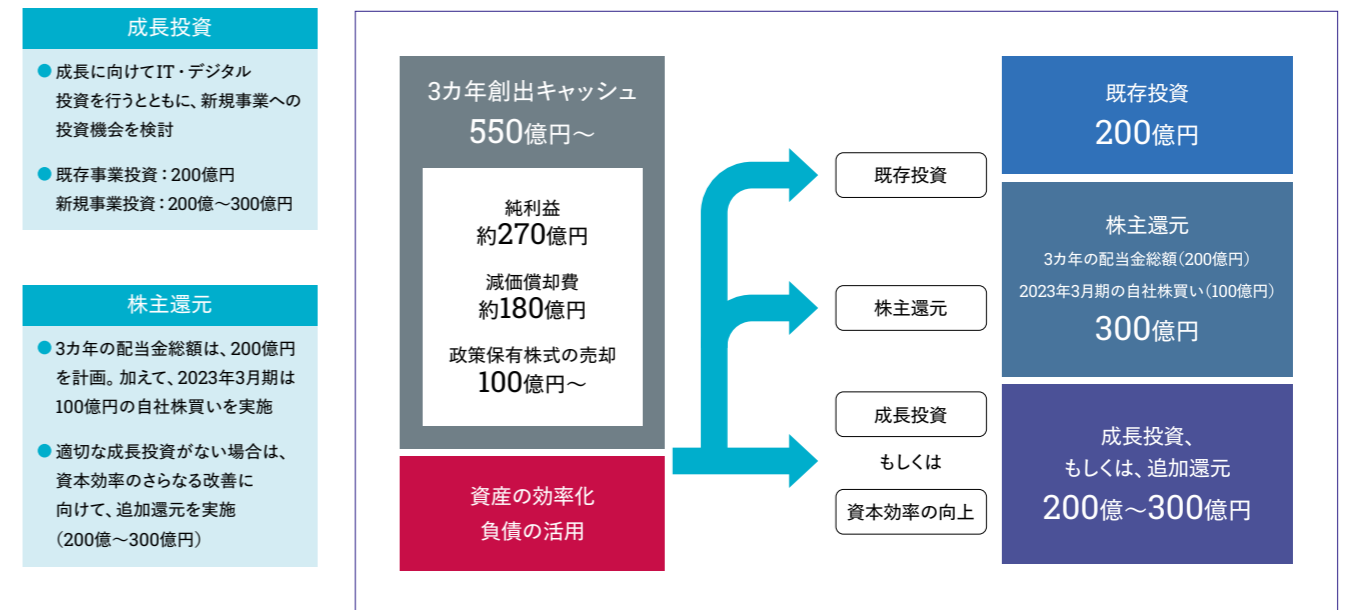 成長投資
●成長に向けてIT・デジタル
投資を行うとともに、新規事業への
投資機会を検討
●既存事業投資：200億円
新規事業投資：200億～300億円
株主還元
●3カ年の配当金総額は、200億円
を計画。加えて、2023年3月期は
100億円の自社株買いを実施
●適切な成長投資がない場合は、
資本効率のさらなる改善に
向けて、追加還元を実施
（200億～300億円）
3カ年創出キャッシュ
550億円～
純利益
約270億円
減価償却費
約180億円
政策保有株式の売却
100億円～
資産の効率化
負債の活用
既存投資
株主還元
成長投資
もしくは
資本効率の向上
既存投資
200億円
株主還元
3カ年の配当金総額（200億円）
2023年3月期の自社株買い（100億円）
300億円
成長投資、
もしくは、追加還元
200億～300億円